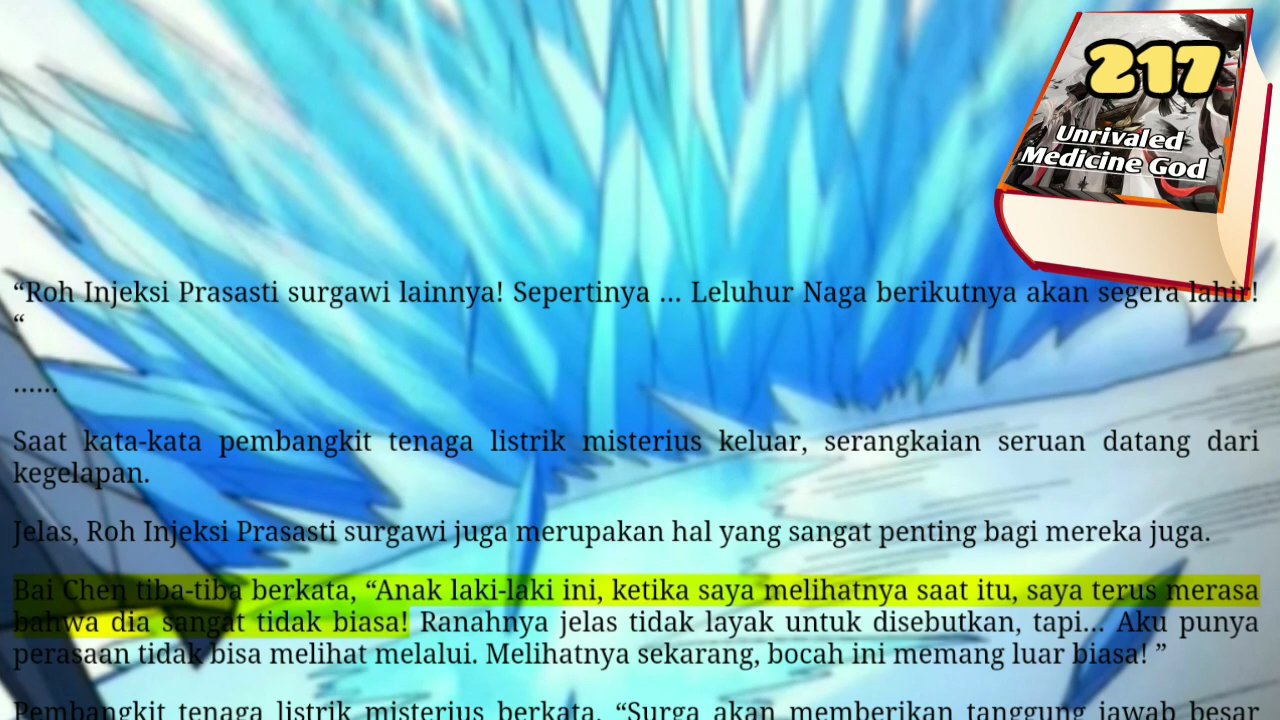 217
Unrivaled
Medicine God
“Roh Injeksi Prasasti surgawi lainnya! Sepertinya ... Leluhur Naga berikutnya akan segera lahir!
“
......
Saat kata-kata pembangkit tenaga listrik misterius keluar, serangkaian seruan datang dari
kegelapan.
Jelas, Roh Injeksi Prasasti surgawi juga merupakan hal yang sangat penting bagi mereka juga.
Bai Chen tiba-tiba berkata, “Anak laki-laki ini, ketika saya melihatnya saat itu, saya terus merasa
bahwa dia sangat tidak biasa! Ranahnya jelas tidak layak untuk disebutkan, tapi... Aku punya
perasaan tidak bisa melihat melalui. Melihatnya sekarang, bocah ini memang luar biasa! ”
Pembangkit tenaga listrik misterius berkata, “Surga akan memberikan tanggung jawab besar